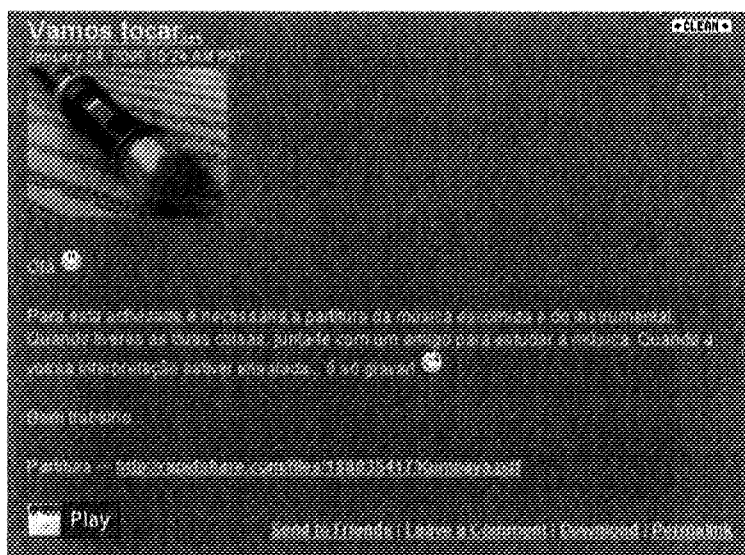 Vamos tocar...
CLEAN
Olá
Para esta actividade é necessária a partitura da música escolhida e do instrumental.
Quando tiveres as duas coisas, junta-te com um amigo para estudar a música. Quando a
vossa interpretação estiver ensaiada... é só gravar!
Bom trabalho
Partitura
Play
Send to Friends | Leave a Comment | Download | Permalink